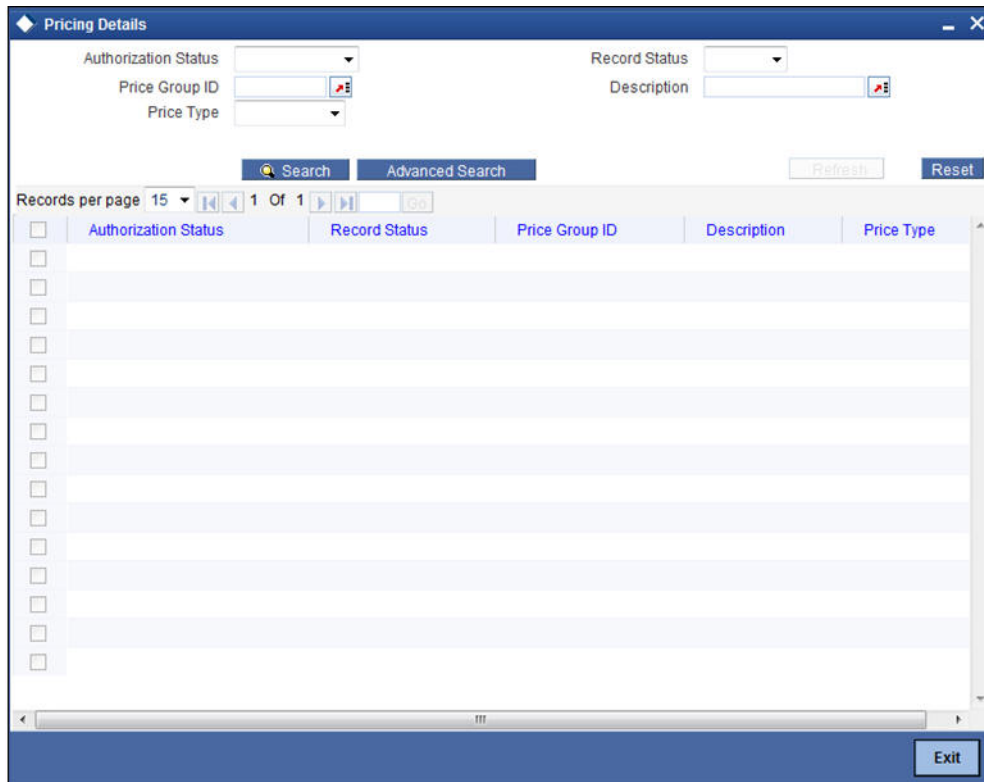 Pricing Details
Authorization Status
Record Status
Price Group ID
Description
Price Type
Search
Advanced Search
Refresh
Reset
Records per page 15 1 Of 1 Go
Authorization Status Record Status Price Group ID Description Price Type
Exit